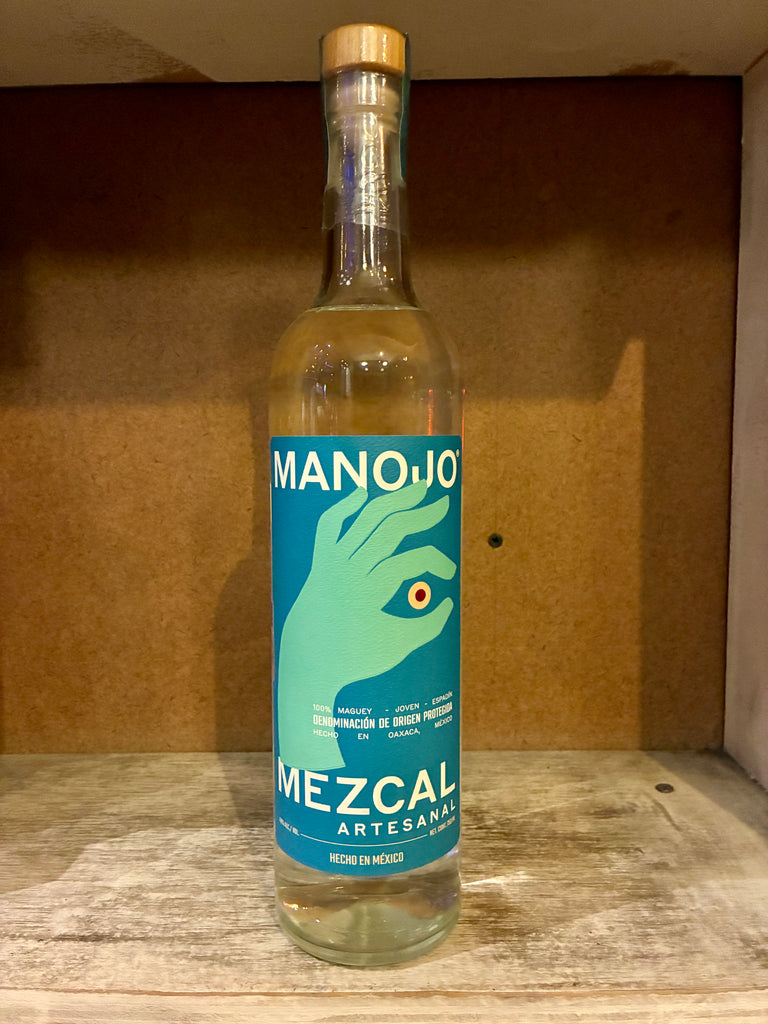 MANOJO®
100% MAGUEY - JOVEN - ESPADÍN
DENOMINACIÓN DE ORIGEN PROTEGIDA
HECHO EN OAXACA, MÉXICO
MEZCAL
ARTESANAL
HECHO EN MÉXICO